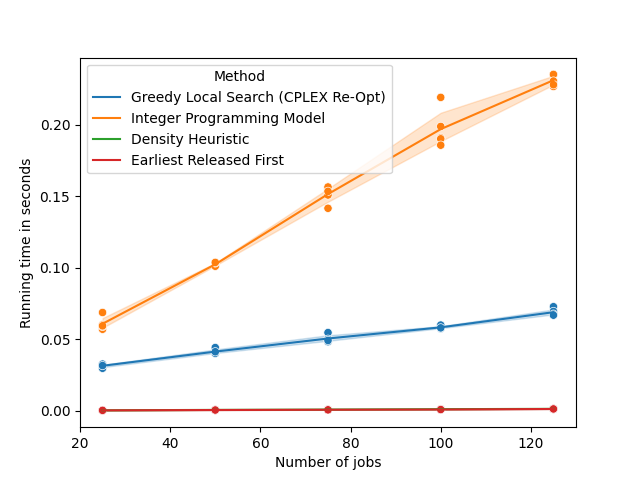 Method
Greedy Local Search (CPLEX Re-Opt)
Integer Programming Model
Density Heuristic
Earliest Released First
Running time in seconds
0.20
0.15
0.10
0.05
0.00
20 40 60 80 100 120
Number of jobs